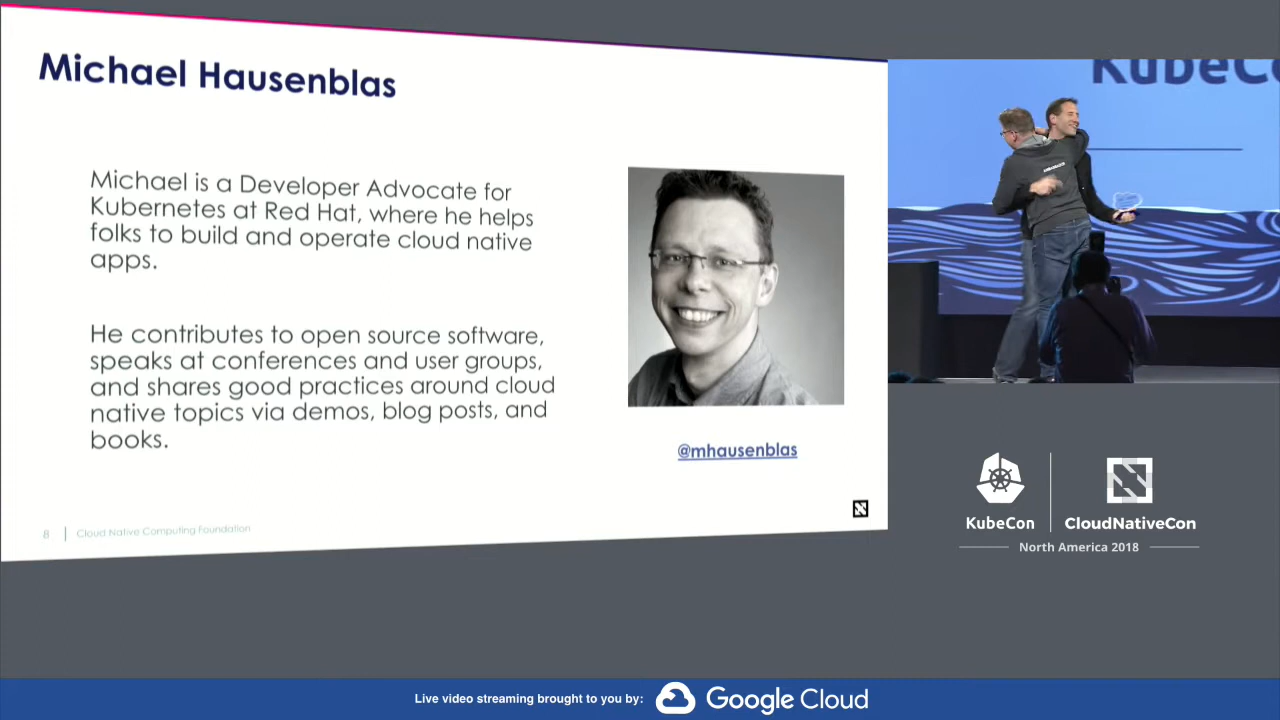 Michael Hausenblas
Michael is a Developer Advocate for
Kubernetes at Red Hat, where he helps
folks to build and operate cloud native
apps.
He contributes to open source software,
speaks at conferences and user groups,
and shares good practices around cloud
native topics via demos, blog posts, and
books.
@mhausenblas
8 | Cloud Native Computing Foundation
KubeCo
KubeCon
CloudNativeCon
North America 2018
Live video streaming brought to you by:
Google Cloud